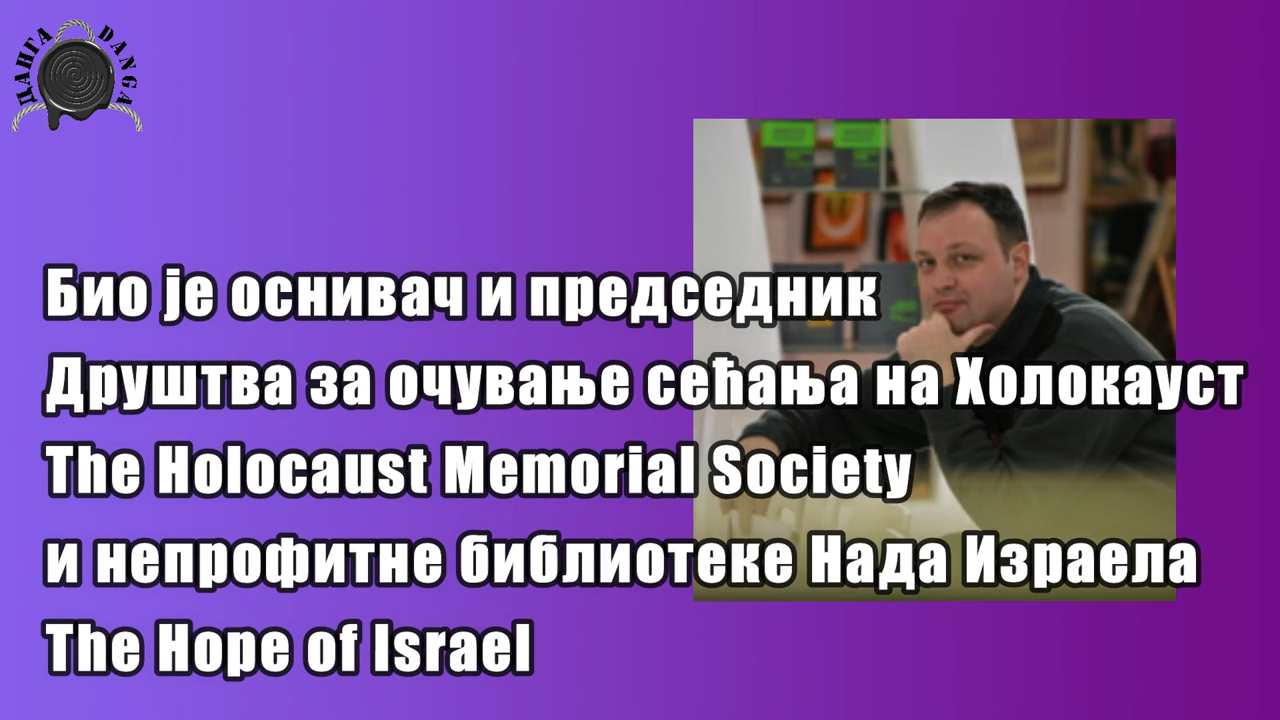 ДАНГА DANGA
Био је оснивач и председник
Друштва за очување сећања на Холокауст
The Holocaust Memorial Society
и непрофитне библиотеке Нада Израела
The Hope of Israel